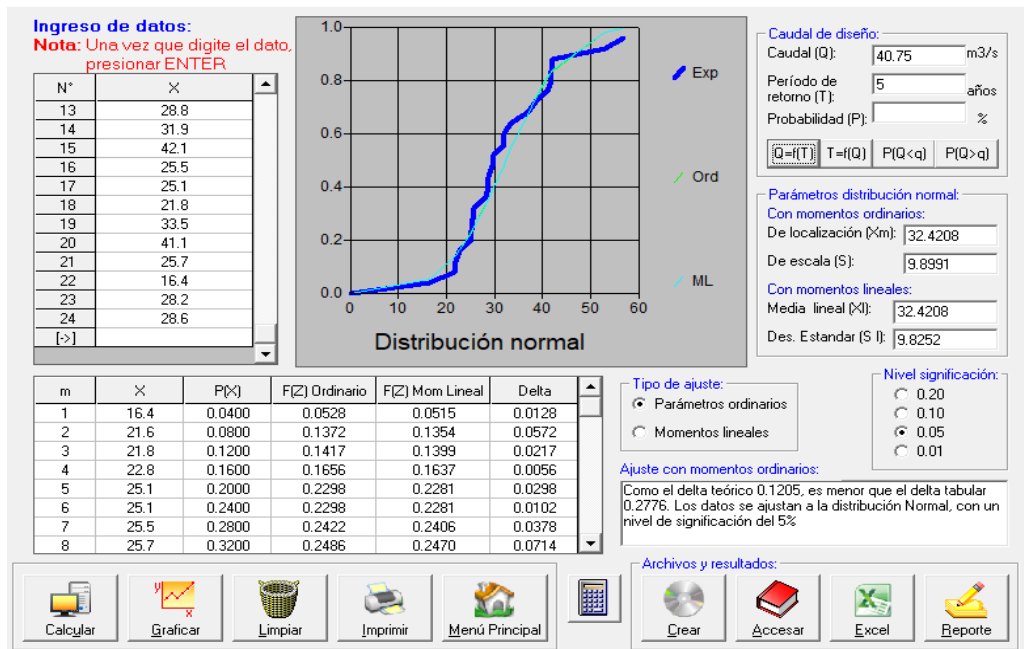 Ingreso de datos:
Nota: Una vez que digite el dato,
presionar ENTER
N° X
13 28.8
14 31.9
15 42.1
16 25.5
17 25.1
18 21.8
19 33.5
20 41.1
21 25.7
22 16.4
23 28.2
24 28.6
[->]
1.0
0.8
0.6
0.4
0.2
0.0
0 10 20 30 40 50 60
Distribución normal
Exp
Ord
ML
Caudal de diseño:
Caudal (Q): 40.75 m3/s
Período de
retorno (T): 5 años
Probabilidad (P): %
Q=f(T) T=f(Q) P(Q<q) P(Q>q)
Parámetros distribución normal:
Con momentos ordinarios:
De localización (Xm): 32.4208
De escala (S): 9.8991
Con momentos lineales:
Media lineal (Xl): 32.4208
Des. Estandar (S l): 9.8252
m X P(X) F(Z) Ordinario F(Z) Mom Lineal Delta
1 16.4 0.0400 0.0528 0.0515 0.0128
2 21.6 0.0800 0.1372 0.1354 0.0572
3 21.8 0.1200 0.1417 0.1399 0.0217
4 22.8 0.1600 0.1656 0.1637 0.0056
5 25.1 0.2000 0.2298 0.2281 0.0298
6 25.1 0.2400 0.2298 0.2281 0.0102
7 25.5 0.2800 0.2422 0.2406 0.0378
8 25.7 0.3200 0.2486 0.2470 0.0714
Tipo de ajuste:
Parámetros ordinarios
Momentos lineales
Nivel significación:
0.20
0.10
0.05
0.01
Ajuste con momentos ordinarios:
Como el delta teórico 0.1205, es menor que el delta tabular
0.2776. Los datos se ajustan a la distribución Normal, con un
nivel de significación del 5%
Calcular
Graficar
Limpiar
Imprimir
Menú Principal
Archivos y resultados:
Crear
Accesar
Excel
Reporte